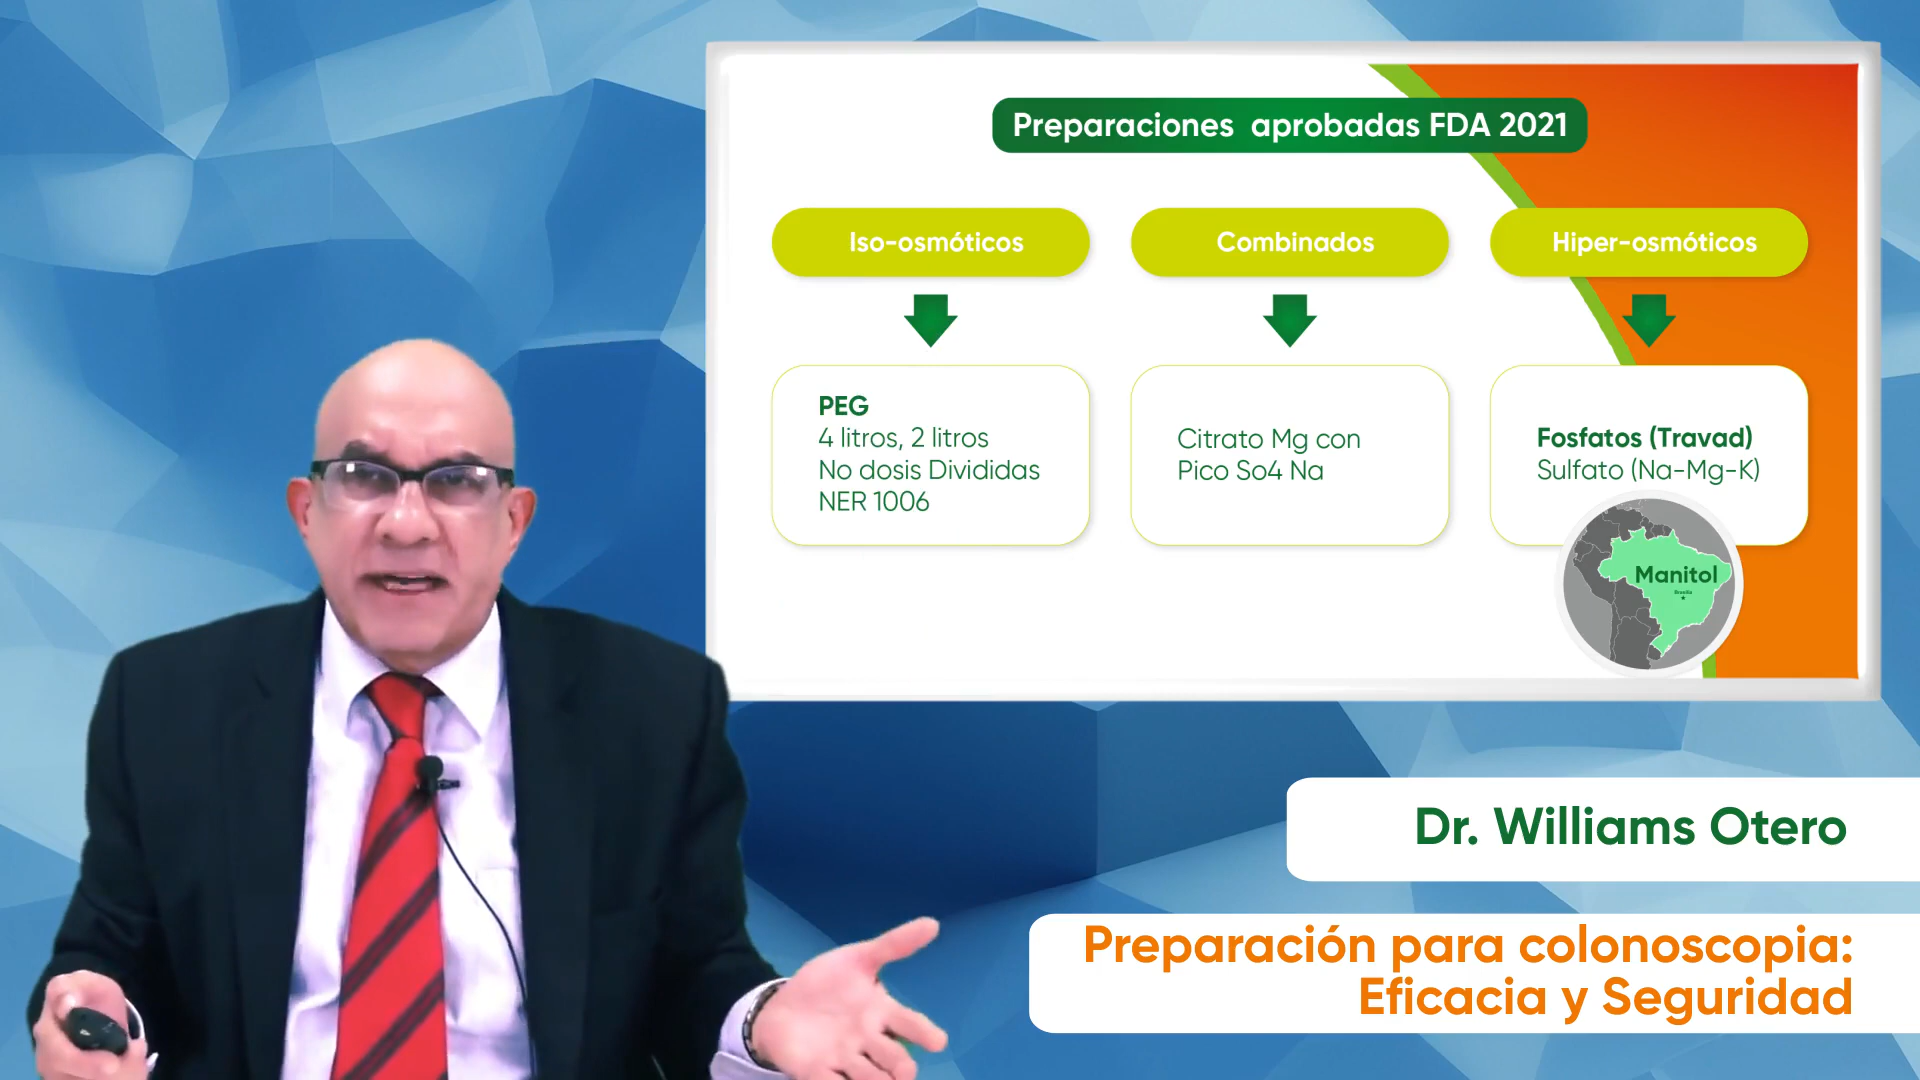 Preparaciones aprobadas FDA 2021
Iso-osmóticos
Combinados
Hiper-osmóticos
PEG
4 litros, 2 litros
No dosis Divididas
NER 1006
Citrato Mg con
Pico So4 Na
Fosfatos (Travad)
Sulfato (Na-Mg-K)
Manitol
Brasilia
Dr. Williams Otero
Preparación para colonoscopia:
Eficacia y Seguridad